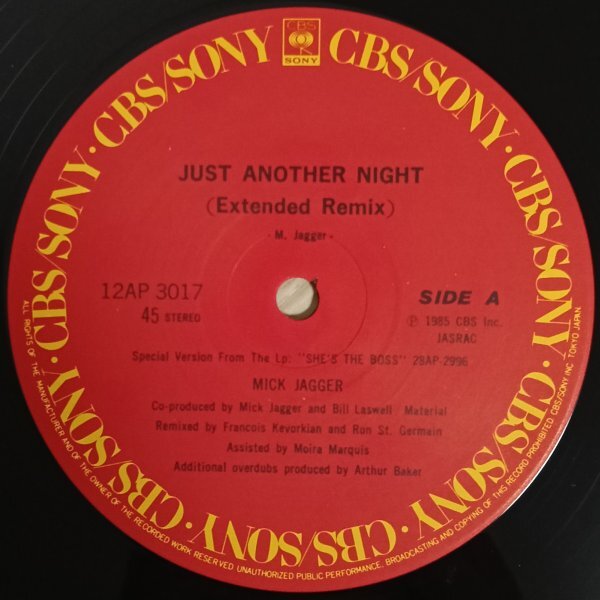 CBS
SONY
CBS/SONY · CBS/SONY · CBS/SONY · CBS/SONY · CBS/SONY · CBS/SONY · CBS/SONY · CBS/SONY
JUST ANOTHER NIGHT
(Extended Remix)
- M. Jagger -
12AP 3017
45 STEREO
SIDE A
Ⓟ 1985 CBS Inc.
JASRAC
Special Version From The Lp: "SHE'S THE BOSS" 28AP-2996
MICK JAGGER
Co-produced by Mick Jagger and Bill Laswell Material
Remixed by Francois Kevorkian and Ron St. Germain
Assisted by Moira Marquis
Additional overdubs produced by Arthur Baker
ALL RIGHTS OF THE MANUFACTURER AND OF THE OWNER OF THE RECORDED WORK RESERVED UNAUTHORIZED PUBLIC PERFORMANCE, BROADCASTING AND COPYING OF THIS RECORD PROHIBITED CBS/SONY INC. TOKYO JAPAN.